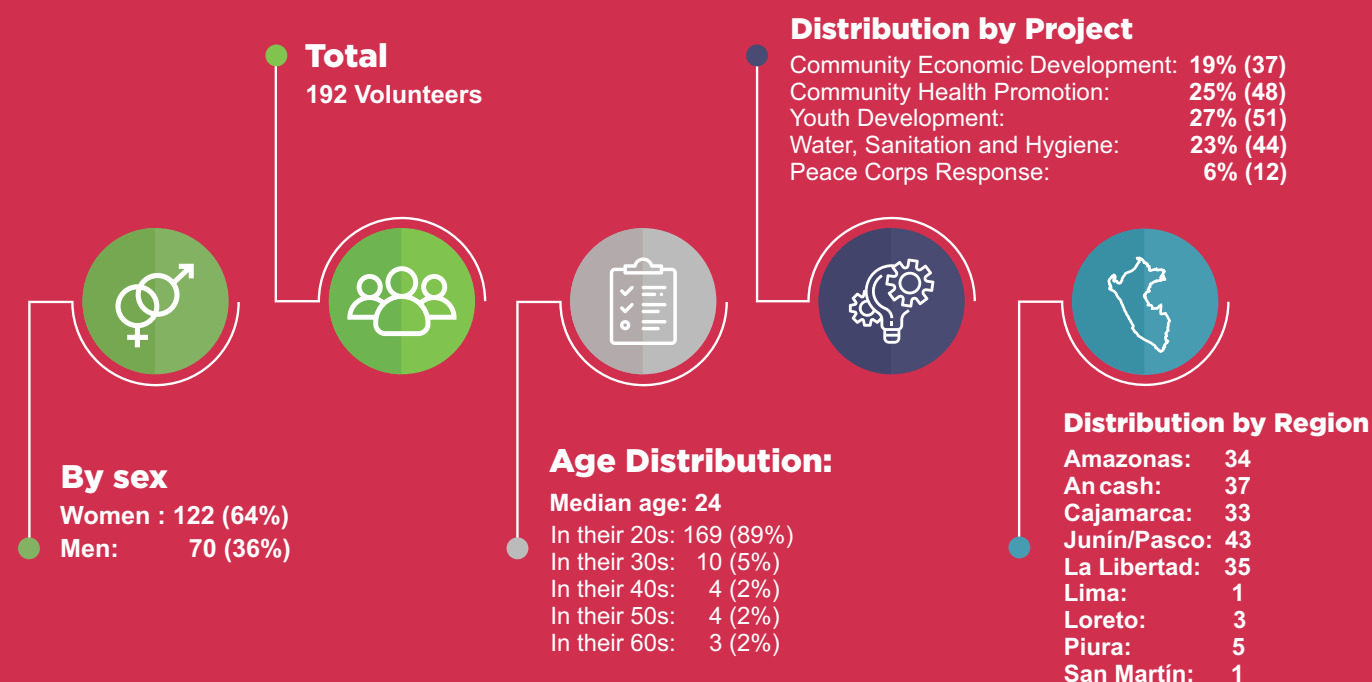 Total
192 Volunteers
Distribution by Project
Community Economic Development: 19% (37)
Community Health Promotion: 25% (48)
Youth Development: 27% (51)
Water, Sanitation and Hygiene: 23% (44)
Peace Corps Response: 6% (12)
By sex
Women : 122 (64%)
Men: 70 (36%)
Age Distribution:
Median age: 24
In their 20s: 169 (89%)
In their 30s: 10 (5%)
In their 40s: 4 (2%)
In their 50s: 4 (2%)
In their 60s: 3 (2%)
Distribution by Region
Amazonas: 34
Ancash: 37
Cajamarca: 33
Junín/Pasco: 43
La Libertad: 35
Lima: 1
Loreto: 3
Piura: 5
San Martín: 1